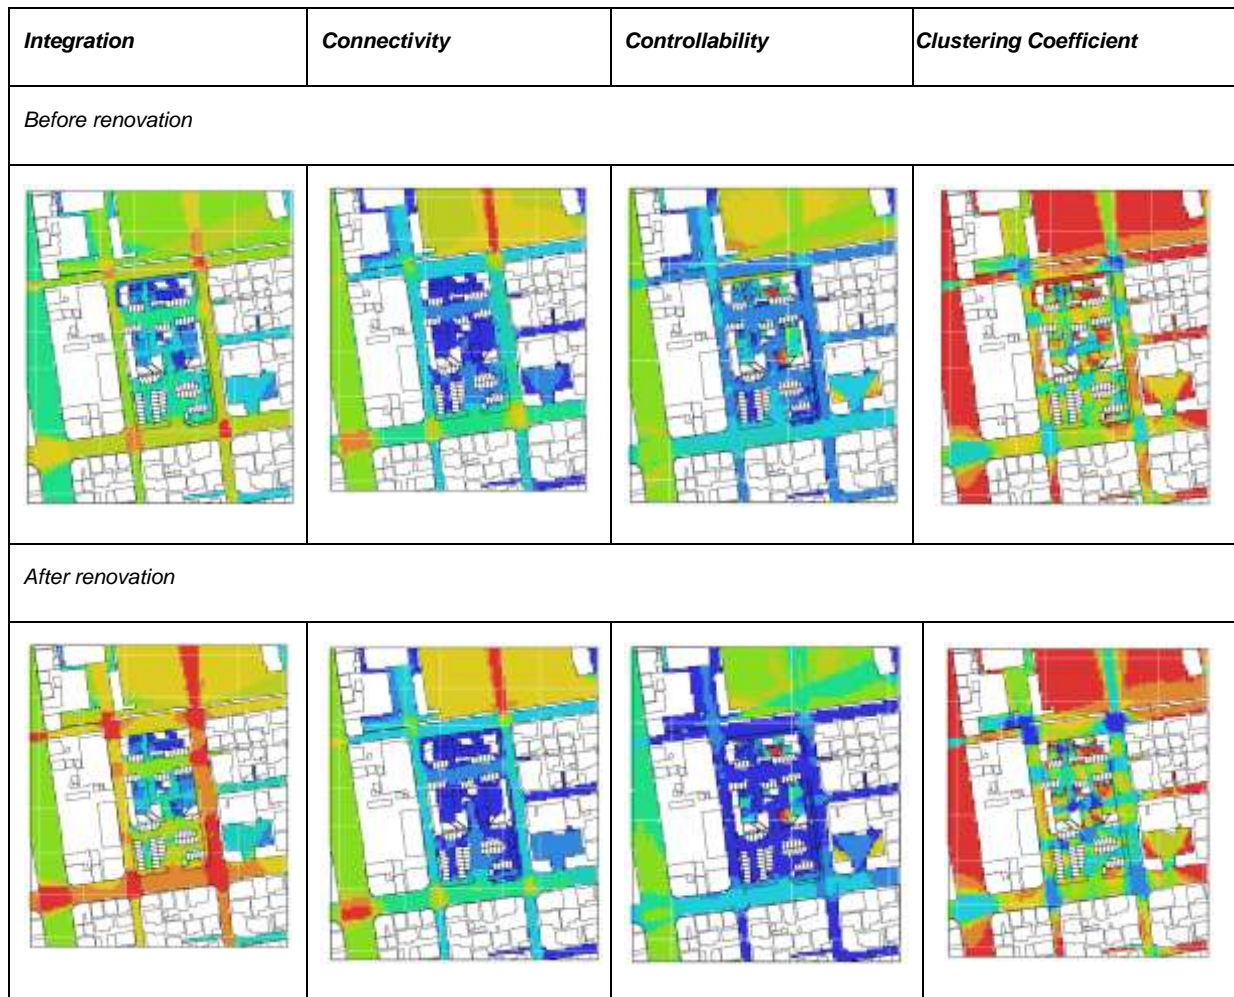 Integration
Connectivity
Controllability
Clustering Coefficient
Before renovation
After renovation